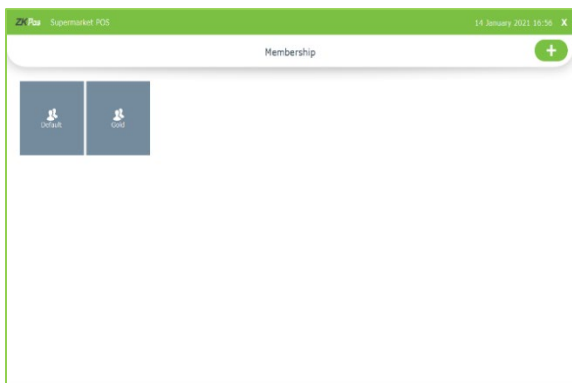 ZKPos Supermarket POS 14 January 2021 16:56 X
Membership +
Default Gold